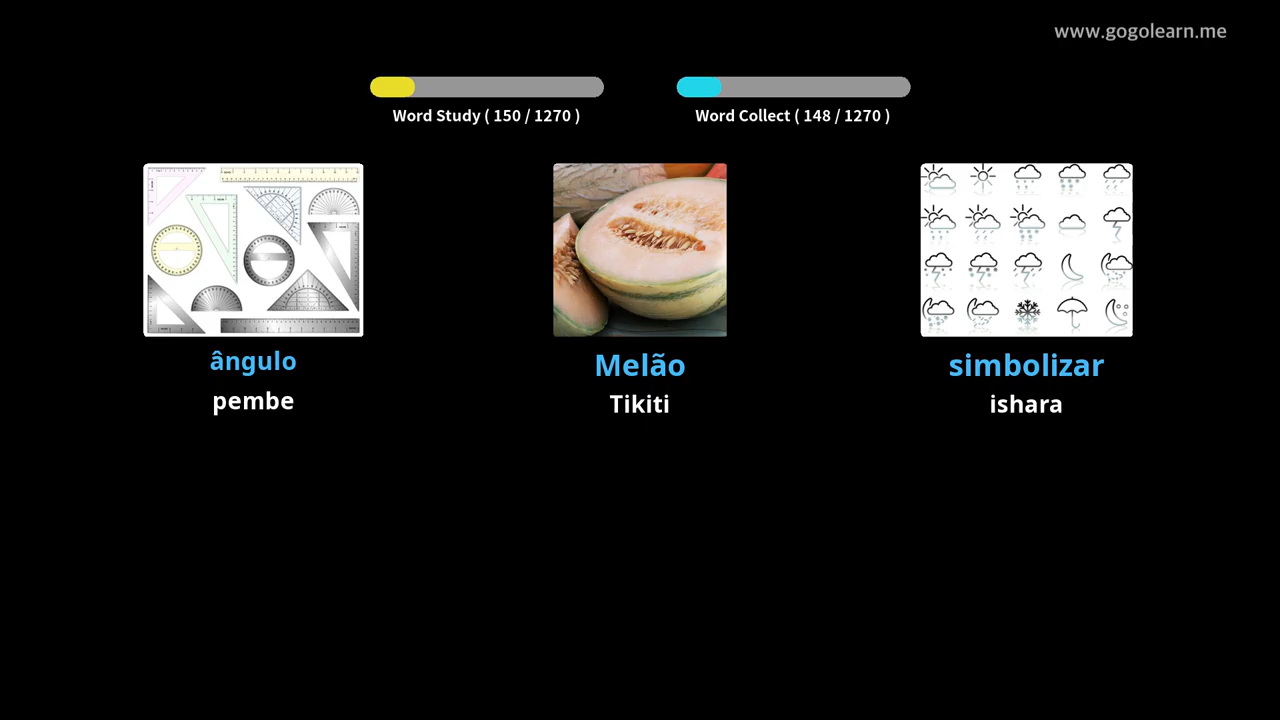 www.gogolearn.me
Word Study ( 150 / 1270 )
Word Collect ( 148 / 1270 )
ângulo
pembe
Melão
Tikiti
simbolizar
ishara